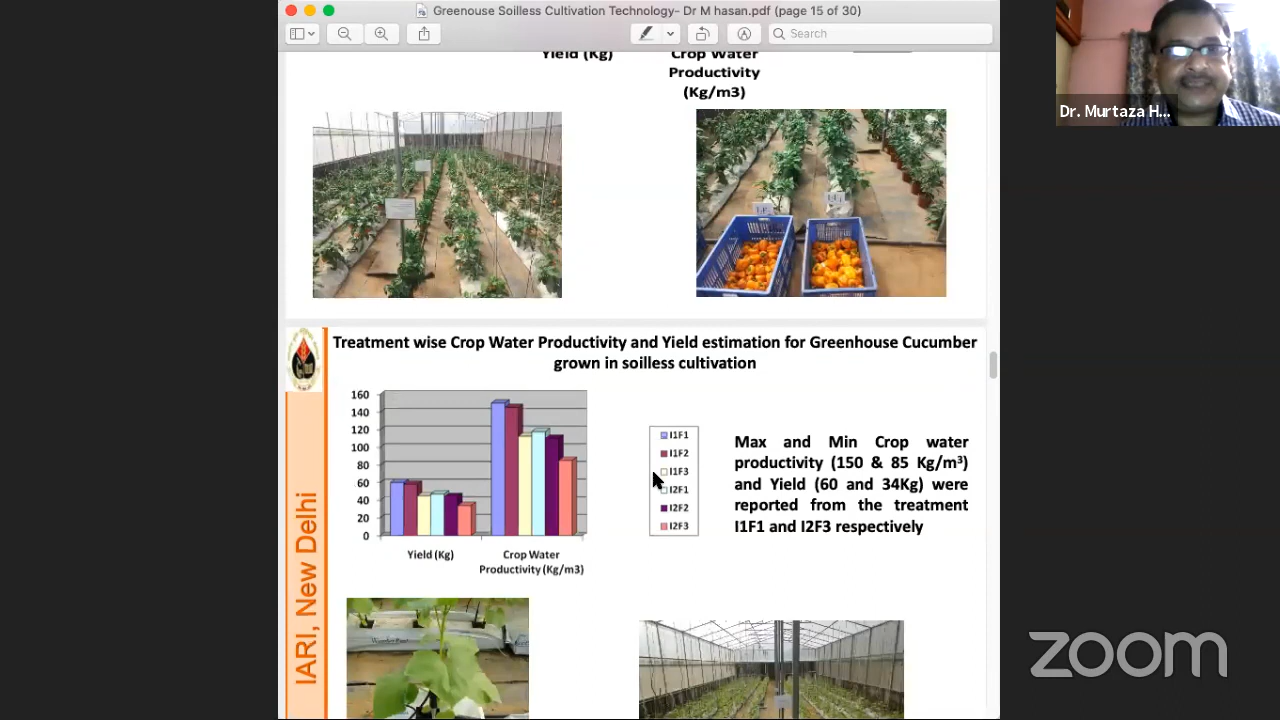 Greenouse Soilless Cultivation Technology- Dr M hasan.pdf (page 15 of 30)
Search
Dr. Murtaza H...
Yield (Kg)
Crop Water
Productivity
(Kg/m3)
Treatment wise Crop Water Productivity and Yield estimation for Greenhouse Cucumber
grown in soilless cultivation
160
140
120
100
80
60
40
20
0
Yield (Kg)
Crop Water
Productivity (Kg/m3)
I1F1
I1F2
I1F3
I2F1
I2F2
I2F3
Max and Min Crop water
productivity (150 & 85 Kg/m³)
and Yield (60 and 34Kg) were
reported from the treatment
I1F1 and I2F3 respectively
IARI, New Delhi
zoom